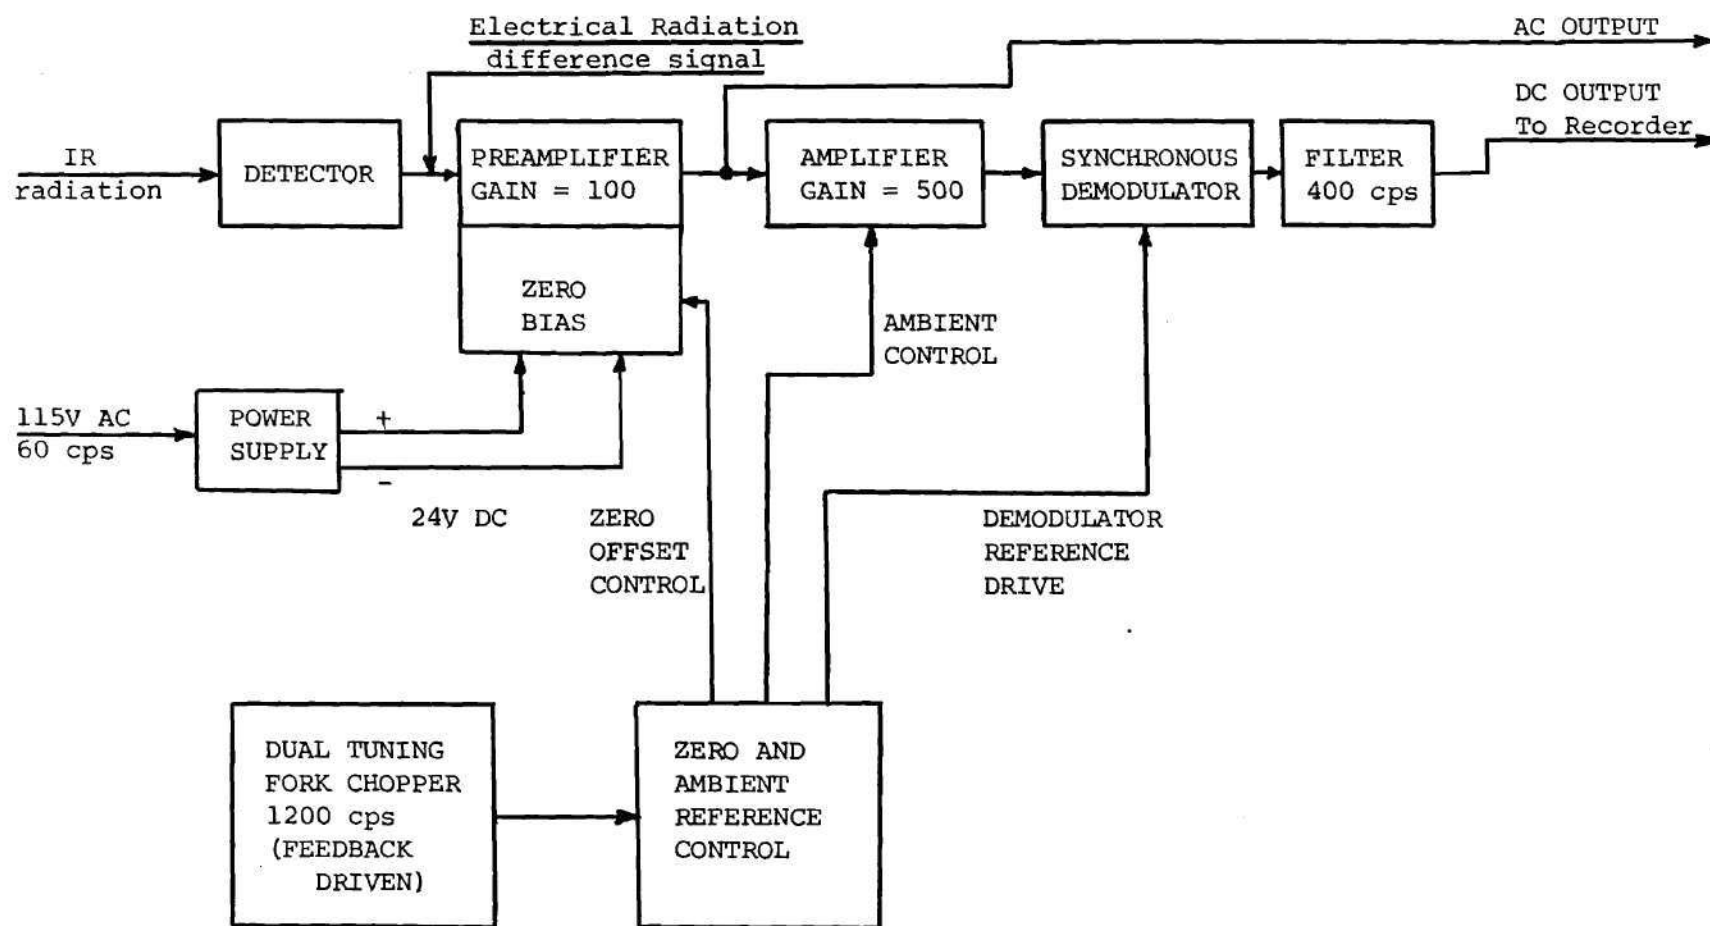 Electrical Radiation
difference signal
AC OUTPUT
DC OUTPUT
To Recorder
IR
radiation
DETECTOR
PREAMPLIFIER
GAIN = 100
AMPLIFIER
GAIN = 500
SYNCHRONOUS
DEMODULATOR
FILTER
400 cps
ZERO
BIAS
AMBIENT
CONTROL
115V AC
60 cps
POWER
SUPPLY
+
-
24V DC
ZERO
OFFSET
CONTROL
DEMODULATOR
REFERENCE
DRIVE
DUAL TUNING
FORK CHOPPER
1200 cps
(FEEDBACK
DRIVEN)
ZERO AND
AMBIENT
REFERENCE
CONTROL